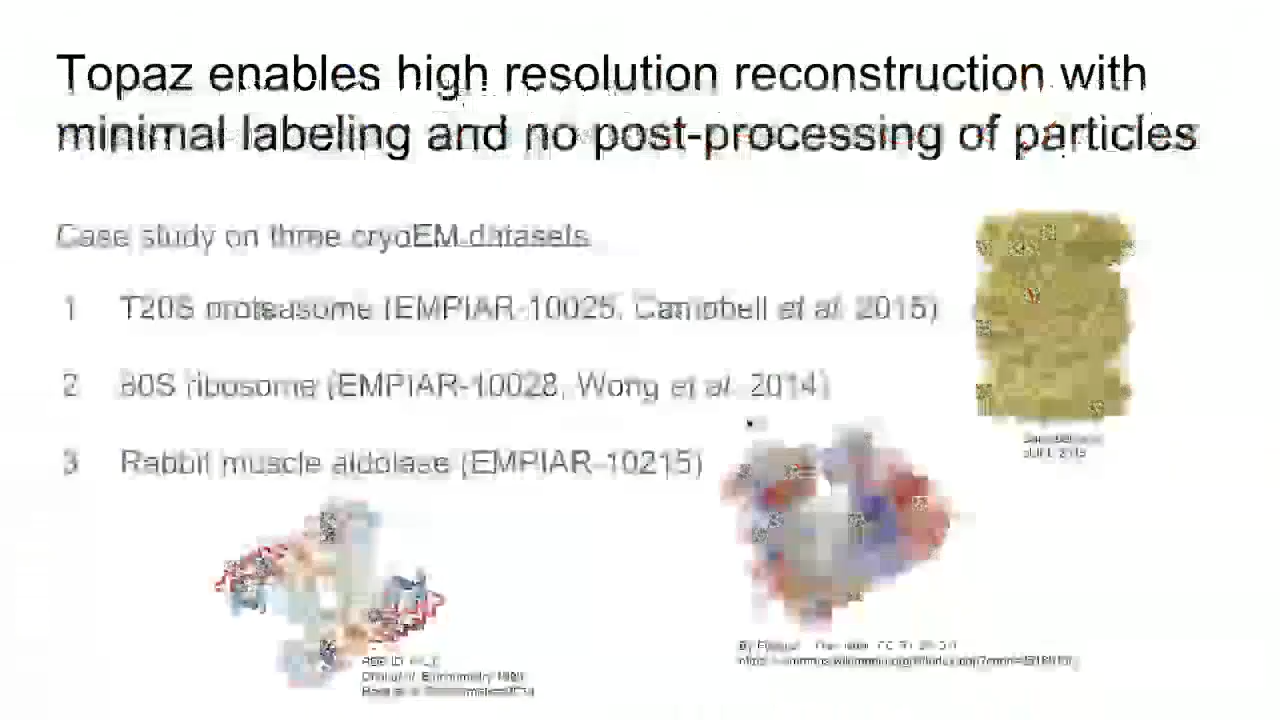 Topaz enables high resolution reconstruction with
minimal labeling and no post-processing of particles
Case study on three cryoEM datasets
1 T20S proteasome (EMPIAR-10025, Campbell et al. 2015)
2 80S ribosome (EMPIAR-10028, Wong et al. 2014)
3 Rabbit muscle aldolase (EMPIAR-10215)